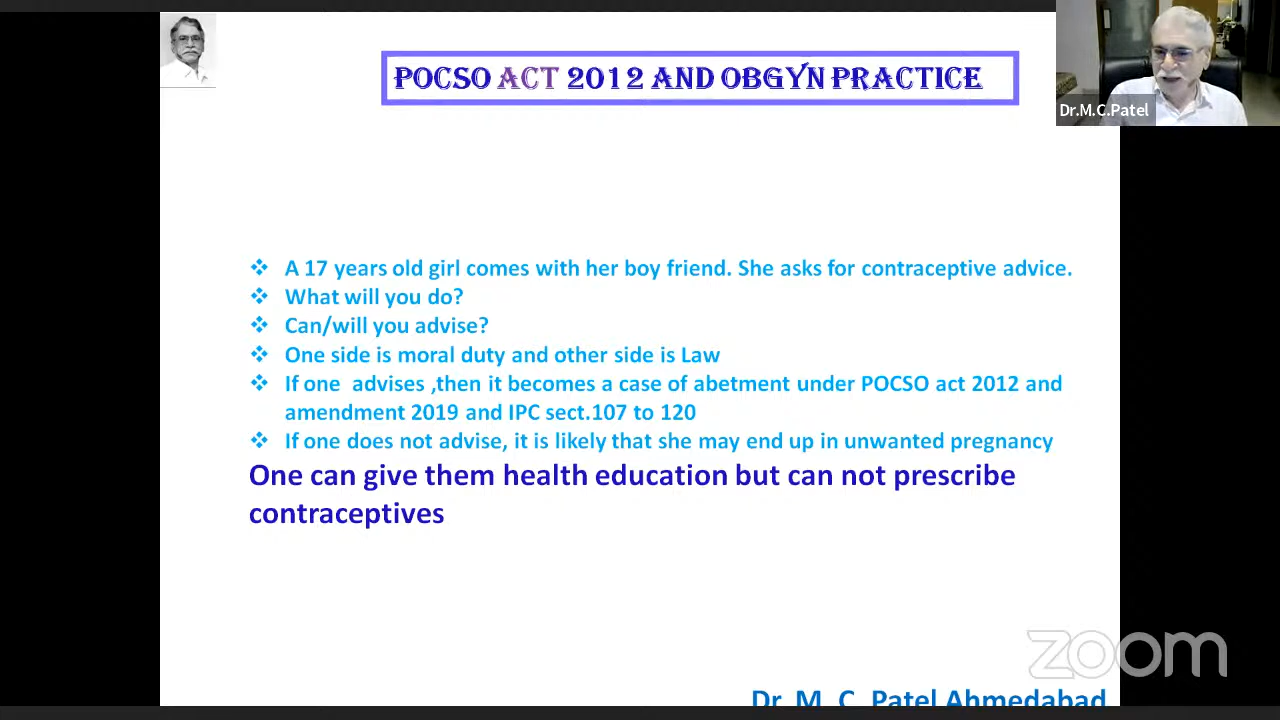 POCSO ACT 2012 AND OBGYN PRACTICE
Dr.M.C.Patel
❖ A 17 years old girl comes with her boy friend. She asks for contraceptive advice.
❖ What will you do?
❖ Can/will you advise?
❖ One side is moral duty and other side is Law
❖ If one advises ,then it becomes a case of abetment under POCSO act 2012 and
amendment 2019 and IPC sect.107 to 120
❖ If one does not advise, it is likely that she may end up in unwanted pregnancy
One can give them health education but can not prescribe
contraceptives
zoom
Dr. M. C. Patel Ahmedabad